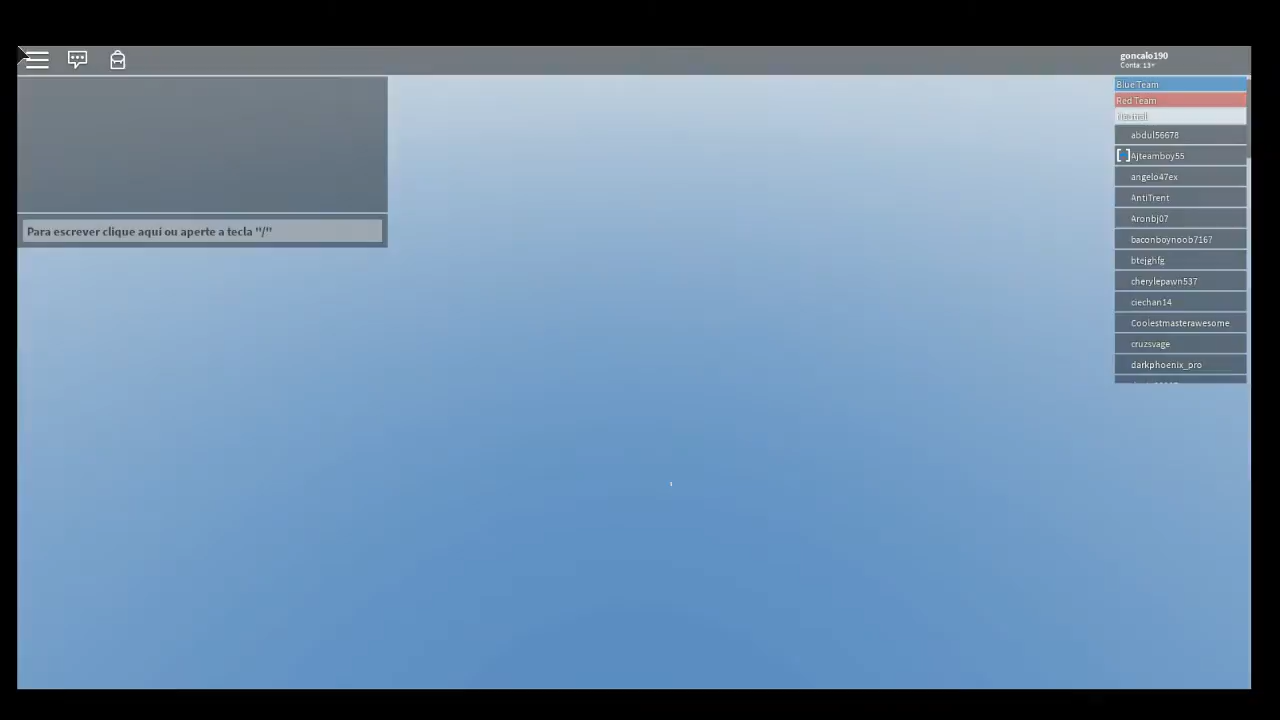 goncalo190
Conta: 13+
Blue Team
Red Team
abdul56678
[ ]Ajteamboy55
angelo47ex
AntiTrent
Aronbj07
baconboynoob7167
btejghfg
cherylepawn537
ciechan14
Coolestmasterawesome
cruzsvage
darkphoenix_pro
Para escrever clique aqui ou aperte a tecla "/"